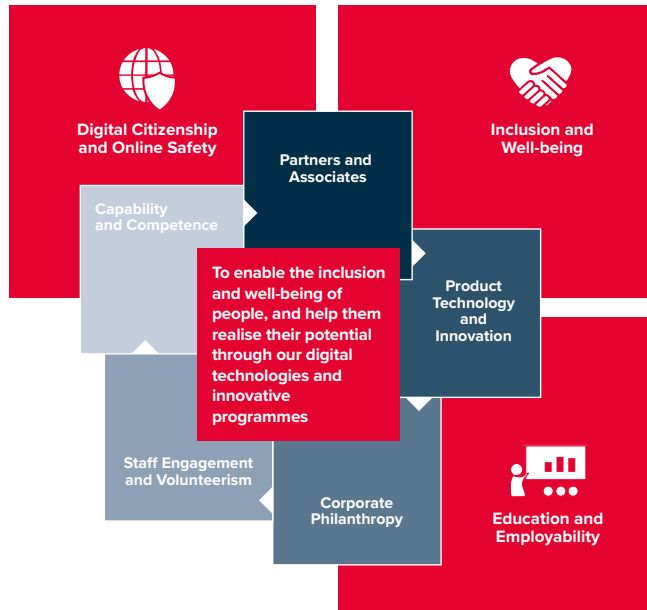 Digital Citizenship
and Online Safety
Inclusion and
Well-being
Partners and
Associates
Capability
and Competence
To enable the inclusion
and well-being of
people, and help them
realise their potential
through our digital
technologies and
innovative
programmes
Product
Technology
and
Innovation
Staff Engagement
and Volunteerism
Corporate
Philanthropy
Education and
Employability